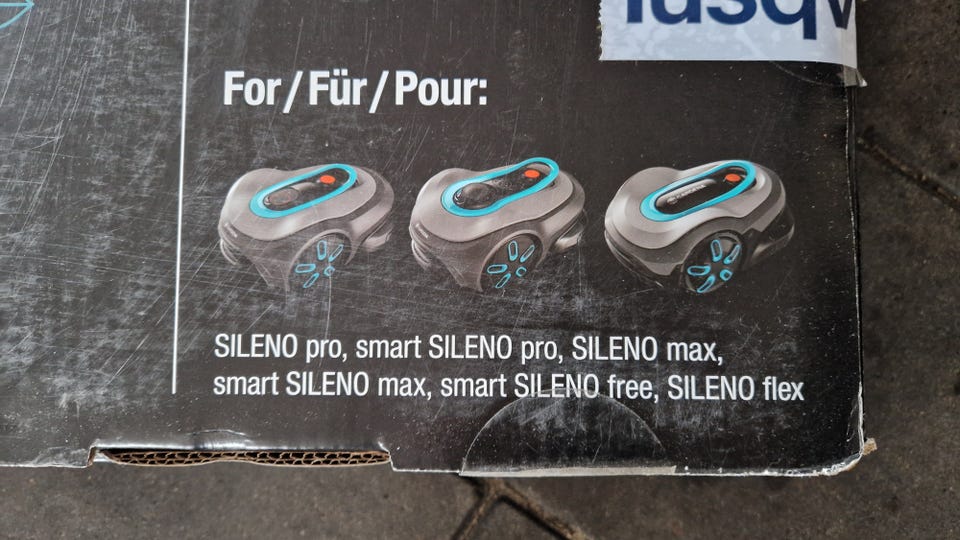 For / Für / Pour:
SILENO pro, smart SILENO pro, SILENO max,
smart SILENO max, smart SILENO free, SILENO flex